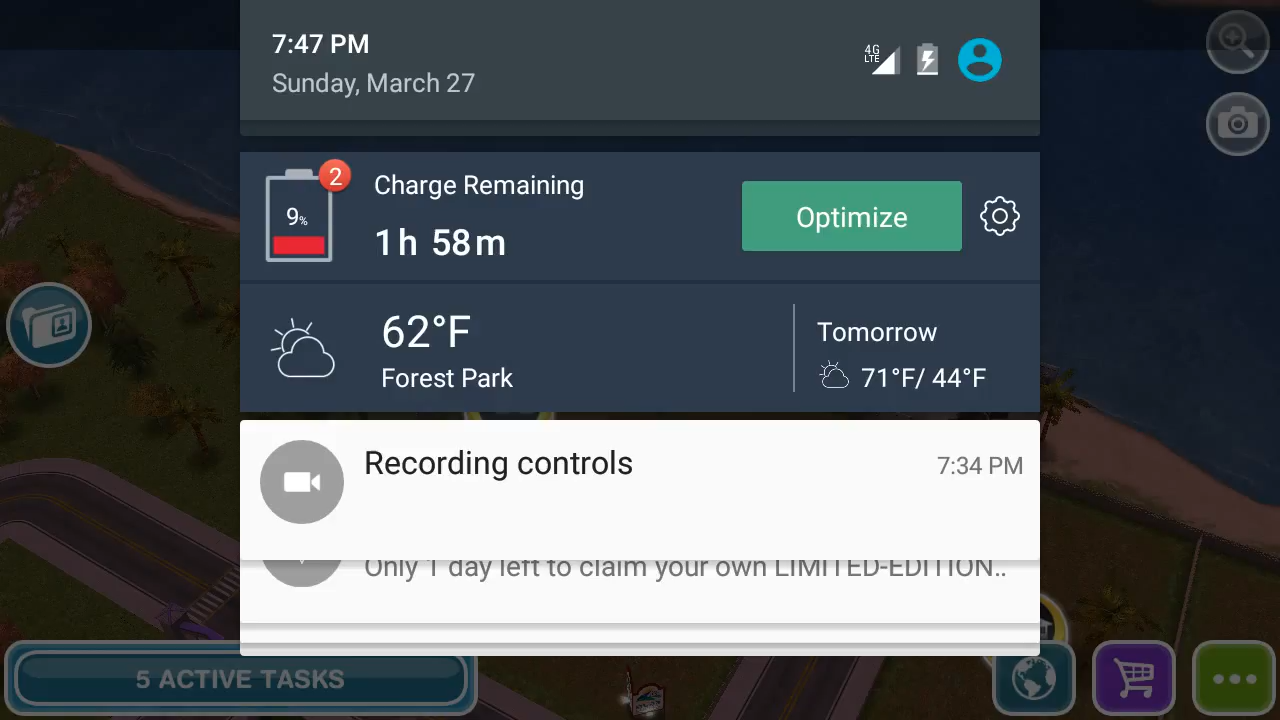 7:47 PM
Sunday, March 27
4G
LTE
2
9%
Charge Remaining
1h 58m
Optimize
62°F
Forest Park
Tomorrow
71°F/ 44°F
Recording controls
7:34 PM
Only 1 day left to claim your own LIMITED-EDITION..
5 ACTIVE TASKS